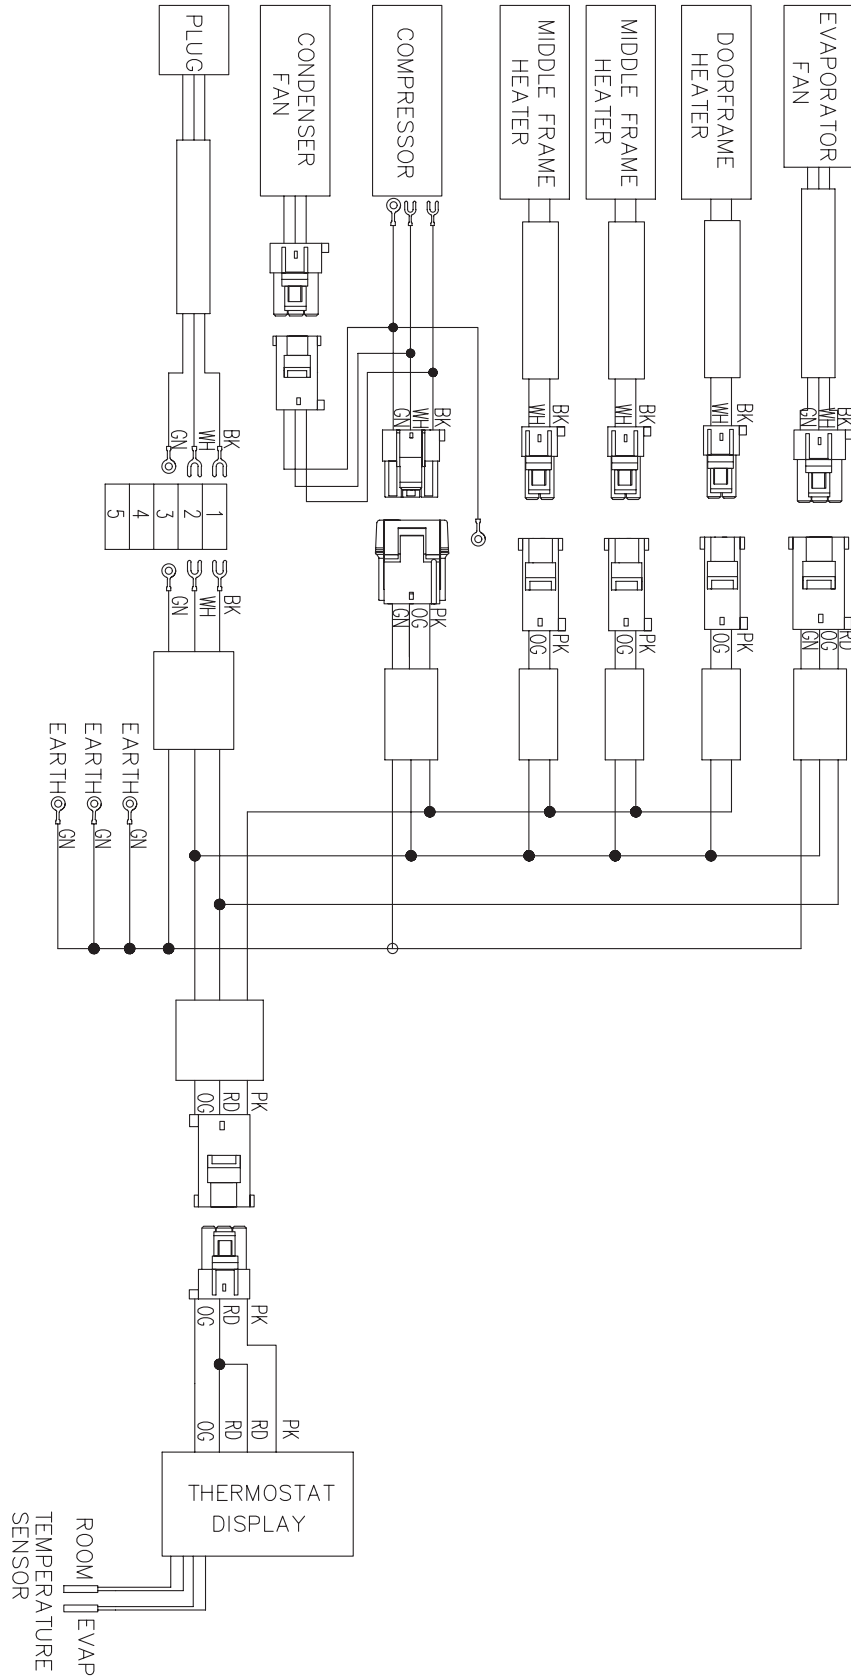 PLUG
CONDENSER
FAN
COMPRESSOR
MIDDLE FRAME
HEATER
MIDDLE FRAME
HEATER
DOORFRAME
HEATER
EVAPORATOR
FAN
GN
WH
BK
GN
WH
BK
WH
BK
WH
BK
WH
BK
GN
WH
BK
5
4
3
2
1
GN
WH
BK
GN
OG
PK
OG
PK
OG
PK
OG
PK
GN
OG
RD
EARTH
EARTH
EARTH
GN
GN
GN
OG
RD
PK
OG
RD
PK
OG
RD
RD
PK
THERMOSTAT
DISPLAY
ROOM
EVAP
TEMPERATURE
SENSOR